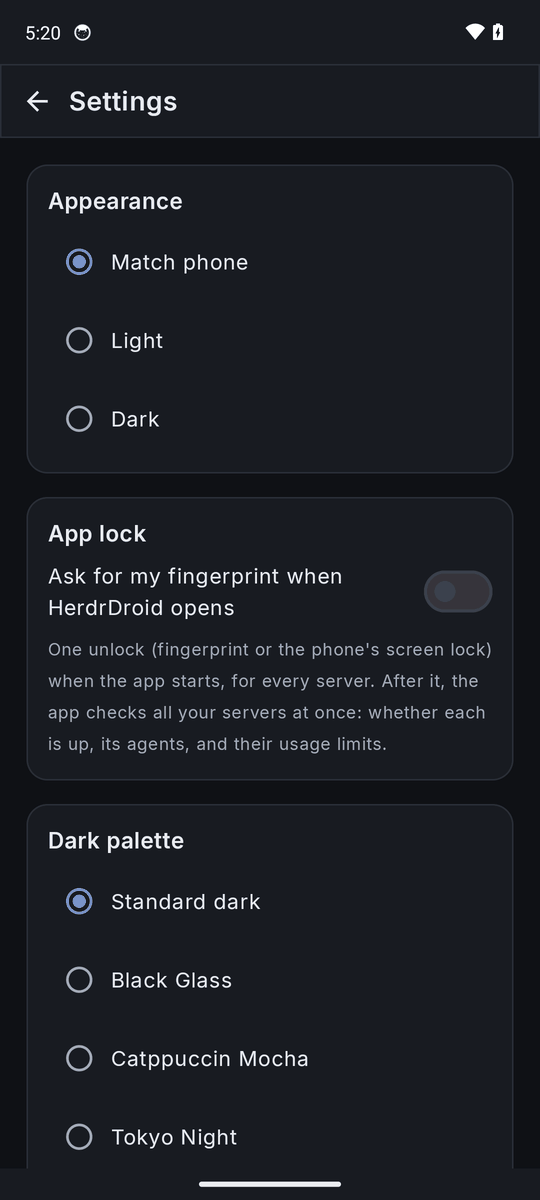 5:20
Settings
Appearance
Match phone
Light
Dark
App lock
Ask for my fingerprint when
HerdrDroid opens
One unlock (fingerprint or the phone's screen lock)
when the app starts, for every server. After it, the
app checks all your servers at once: whether each
is up, its agents, and their usage limits.
Dark palette
Standard dark
Black Glass
Catppuccin Mocha
Tokyo Night